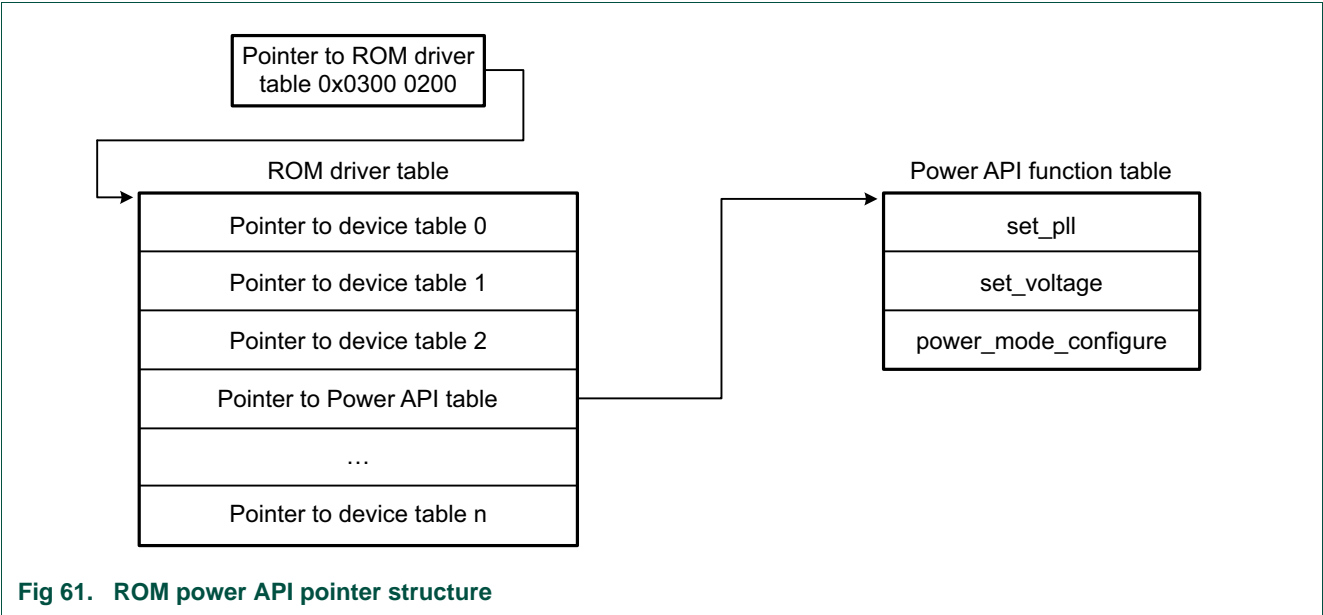 Pointer to ROM driver
table 0x0300 0200
ROM driver table
Pointer to device table 0
Pointer to device table 1
Pointer to device table 2
Pointer to Power API table
…
Pointer to device table n
Power API function table
set_pll
set_voltage
power_mode_configure
Fig 61. ROM power API pointer structure